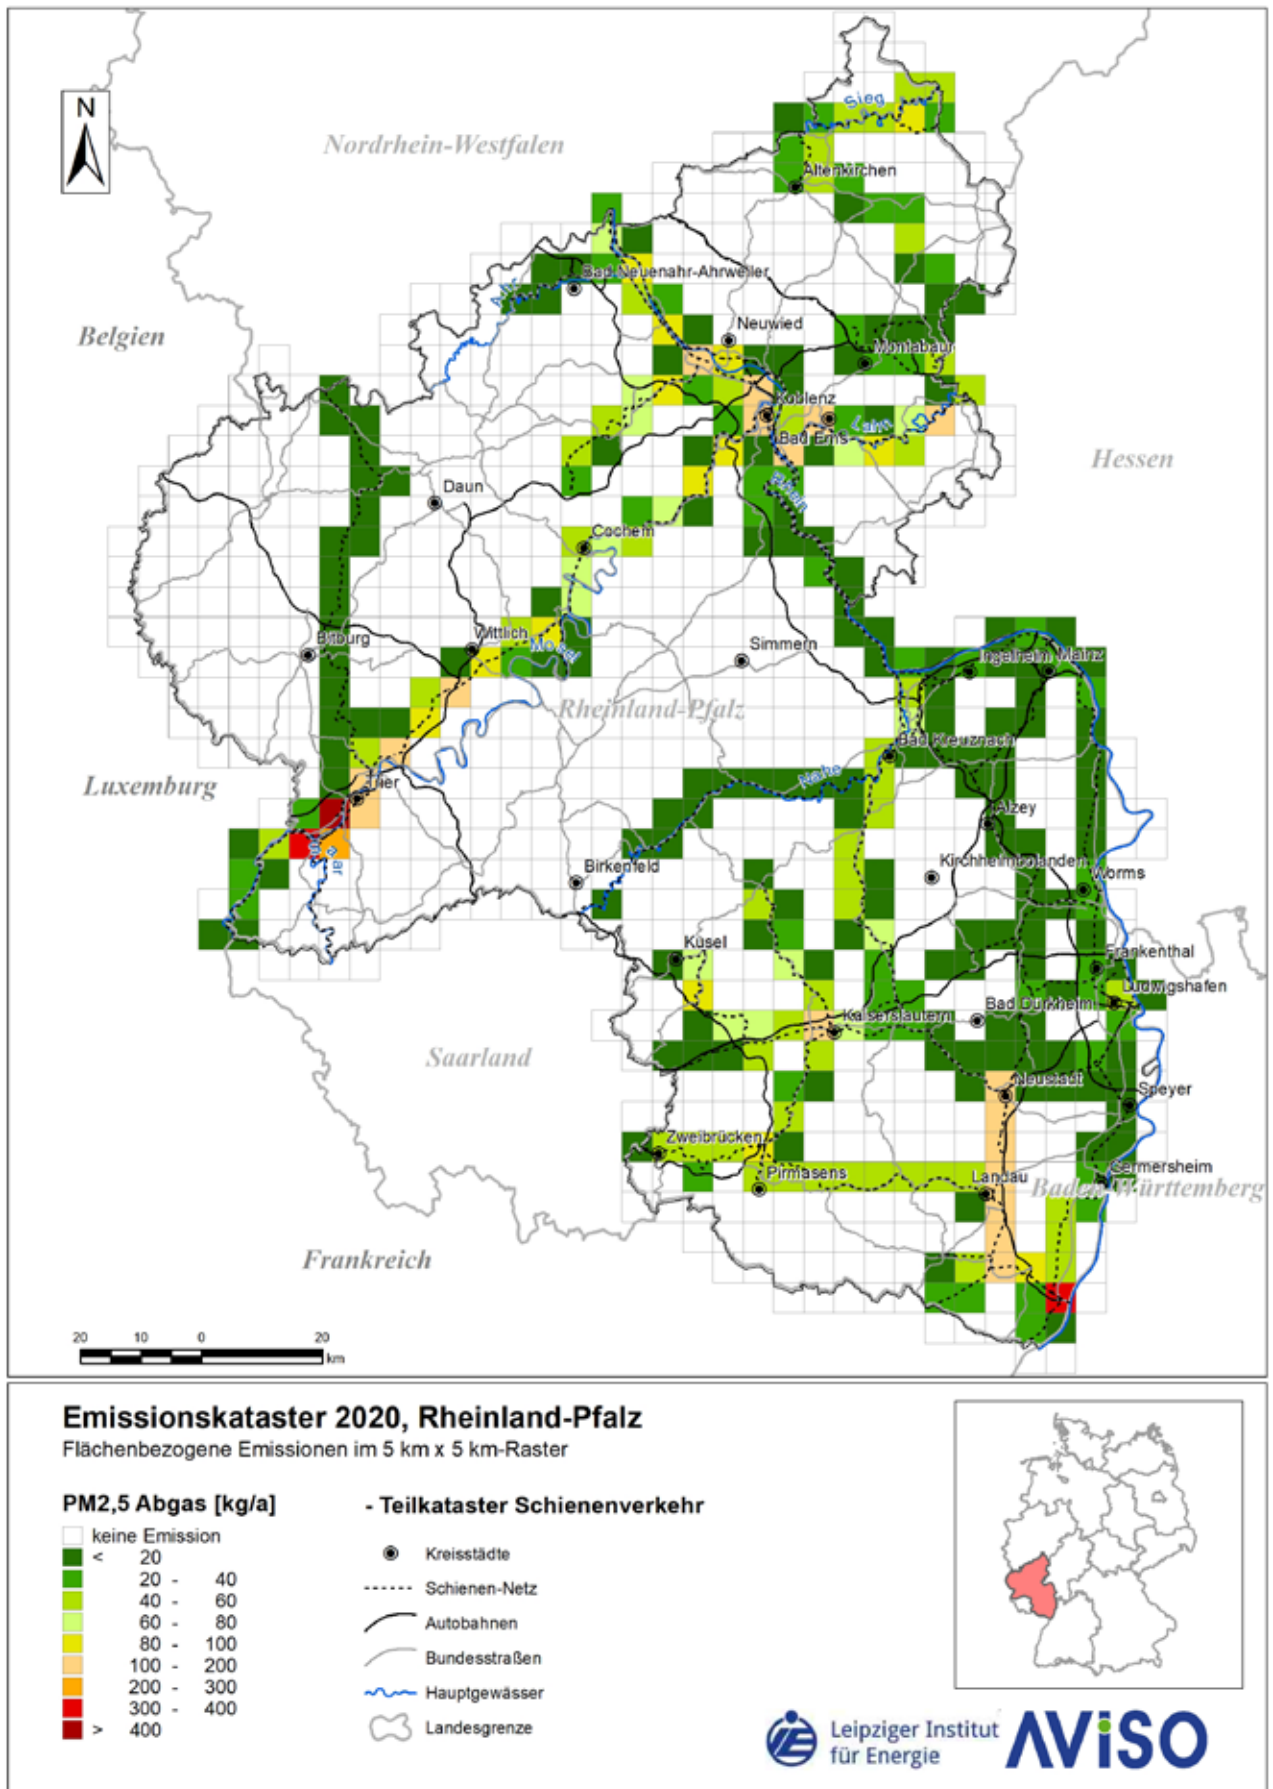 N
Nordrhein-Westfalen
Sieg
Altenkirchen
Ahr
Bad Neuenahr-Ahrweiler
Belgien
Neuwied
Montabaur
Koblenz
Lahn
Bad Ems
Hessen
Daun
Rhein
Cochem
Bitburg
Wittlich
Mosel
Simmern
Ingelheim
Mainz
Rheinland-Pfalz
Bad Kreuznach
Luxemburg
Trier
Nahe
Alzey
Kirchheimbolanden
Birkenfeld
Worms
Kusel
Frankenthal
Ludwigshafen
Bad Dürkheim
Kaiserslautern
Saarland
Neustadt
Speyer
Zweibrücken
Pirmasens
Landau
Germersheim
Baden-Württemberg
Frankreich
20 10 0 20
km
Emissionskataster 2020, Rheinland-Pfalz
Flächenbezogene Emissionen im 5 km x 5 km-Raster
PM2,5 Abgas [kg/a]
keine Emission
< 20
20 - 40
40 - 60
60 - 80
80 - 100
100 - 200
200 - 300
300 - 400
> 400
- Teilkataster Schienenverkehr
Kreisstädte
Schienen-Netz
Autobahnen
Bundesstraßen
Hauptgewässer
Landesgrenze
Leipziger Institut
für Energie
AViSO